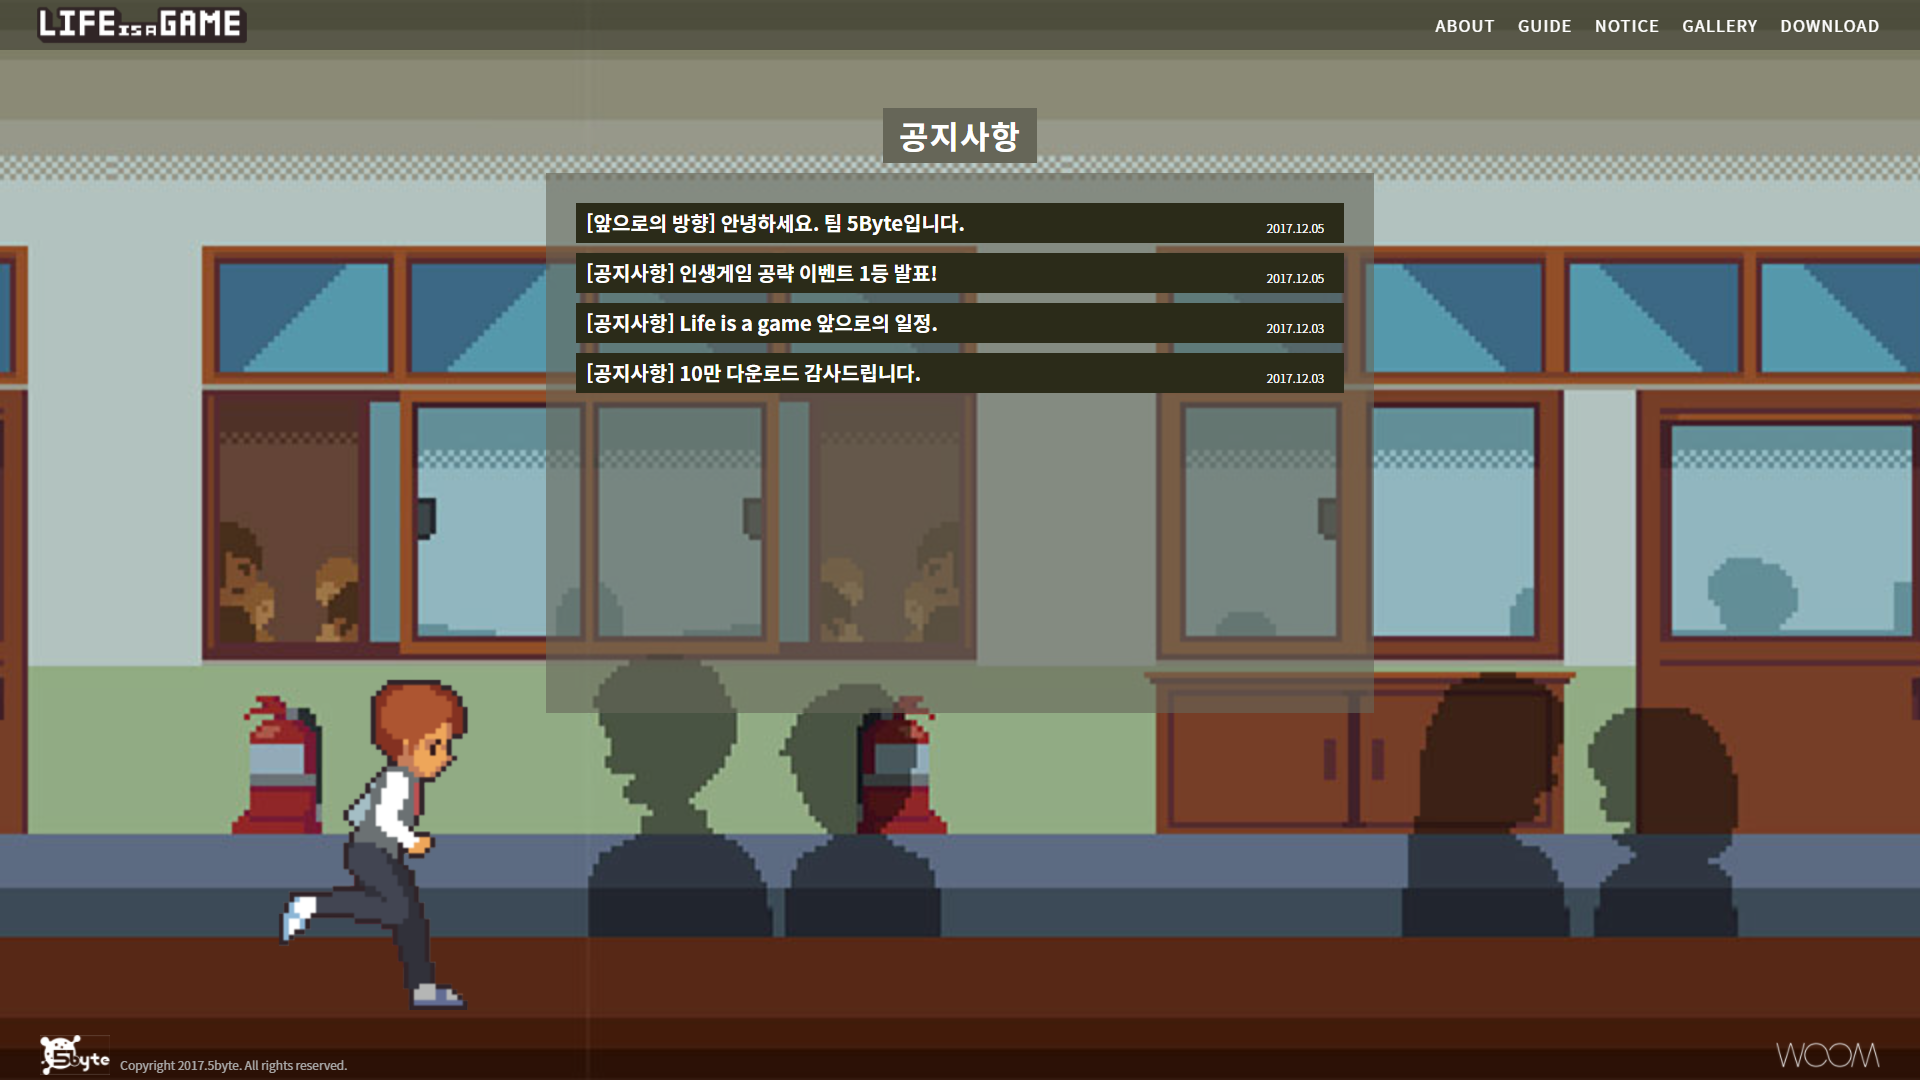 LIFE IS A GAME
ABOUT GUIDE NOTICE GALLERY DOWNLOAD
공지사항
[앞으로의 방향] 안녕하세요. 팀 5Byte입니다. 2017.12.05
[공지사항] 인생게임 공략 이벤트 1등 발표! 2017.12.05
[공지사항] Life is a game 앞으로의 일정. 2017.12.03
[공지사항] 10만 다운로드 감사드립니다. 2017.12.03
5byte Copyright 2017.5byte. All rights reserved.
WOOM